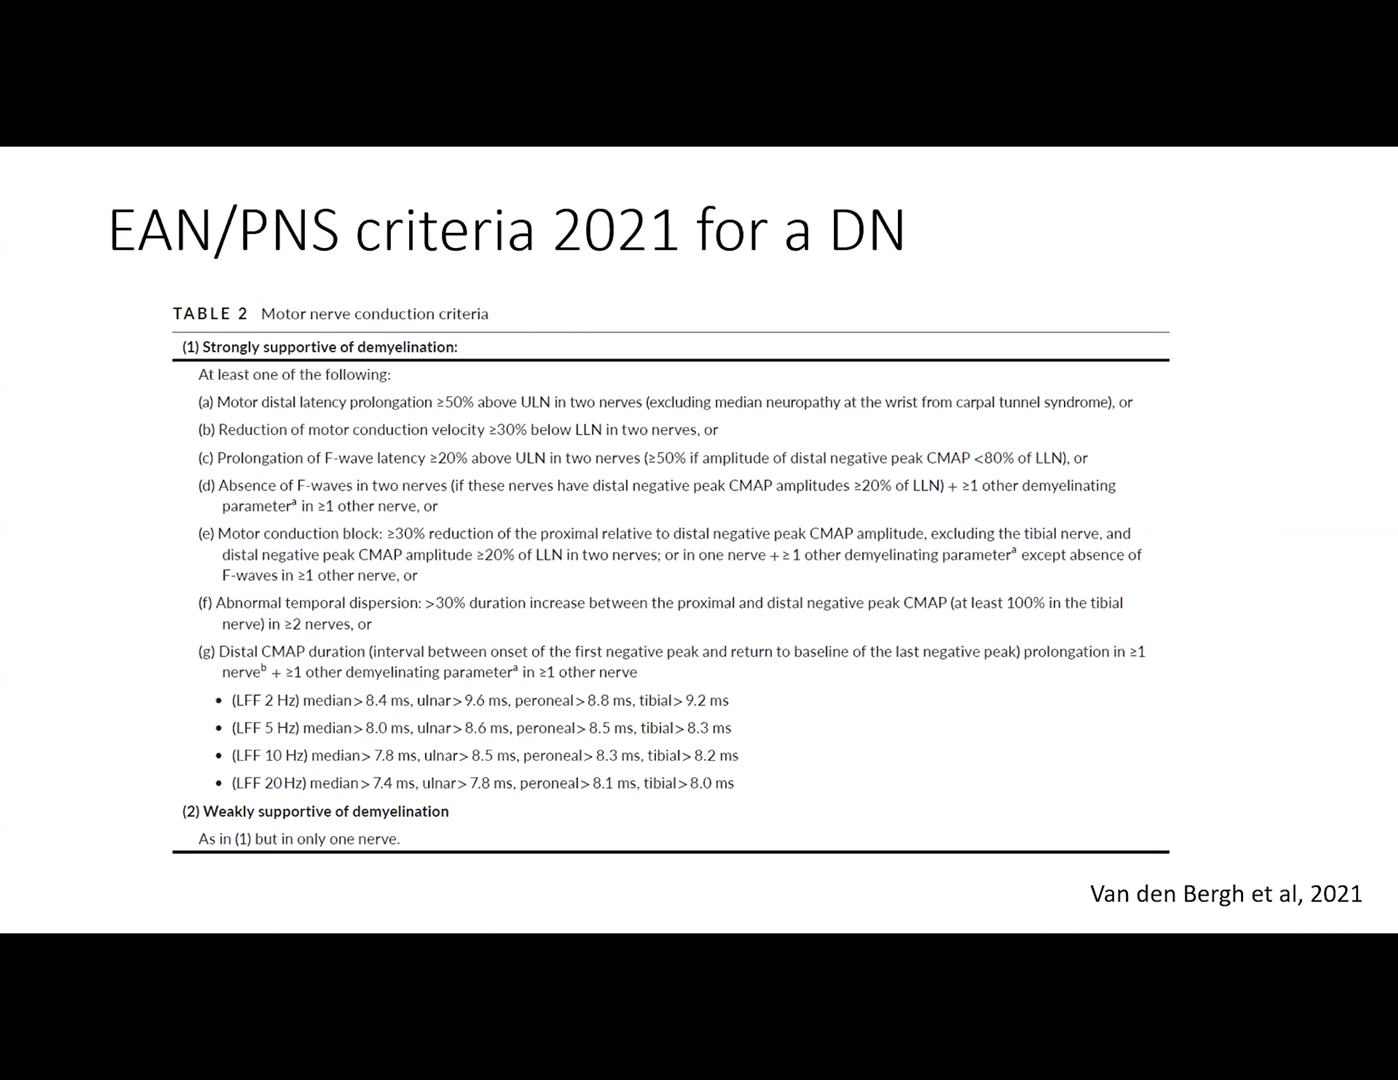 EAN/PNS criteria 2021 for a DN
TABLE 2 Motor nerve conduction criteria
(1) Strongly supportive of demyelination:
At least one of the following:
(a) Motor distal latency prolongation ≥50% above ULN in two nerves (excluding median neuropathy at the wrist from carpal tunnel syndrome), or
(b) Reduction of motor conduction velocity ≥30% below LLN in two nerves, or
(c) Prolongation of F-wave latency ≥20% above ULN in two nerves (≥50% if amplitude of distal negative peak CMAP <80% of LLN), or
(d) Absence of F-waves in two nerves (if these nerves have distal negative peak CMAP amplitudes ≥20% of LLN) + ≥1 other demyelinating
parameterᵃ in ≥1 other nerve, or
(e) Motor conduction block: ≥30% reduction of the proximal relative to distal negative peak CMAP amplitude, excluding the tibial nerve, and
distal negative peak CMAP amplitude ≥20% of LLN in two nerves; or in one nerve + ≥ 1 other demyelinating parameterᵃ except absence of
F-waves in ≥1 other nerve, or
(f) Abnormal temporal dispersion: >30% duration increase between the proximal and distal negative peak CMAP (at least 100% in the tibial
nerve) in ≥2 nerves, or
(g) Distal CMAP duration (interval between onset of the first negative peak and return to baseline of the last negative peak) prolongation in ≥1
nerveᵇ + ≥1 other demyelinating parameterᵃ in ≥1 other nerve
• (LFF 2 Hz) median> 8.4 ms, ulnar> 9.6 ms, peroneal> 8.8 ms, tibial> 9.2 ms
• (LFF 5 Hz) median> 8.0 ms, ulnar> 8.6 ms, peroneal> 8.5 ms, tibial> 8.3 ms
• (LFF 10 Hz) median> 7.8 ms, ulnar> 8.5 ms, peroneal> 8.3 ms, tibial> 8.2 ms
• (LFF 20 Hz) median> 7.4 ms, ulnar> 7.8 ms, peroneal> 8.1 ms, tibial> 8.0 ms
(2) Weakly supportive of demyelination
As in (1) but in only one nerve.
Van den Bergh et al, 2021